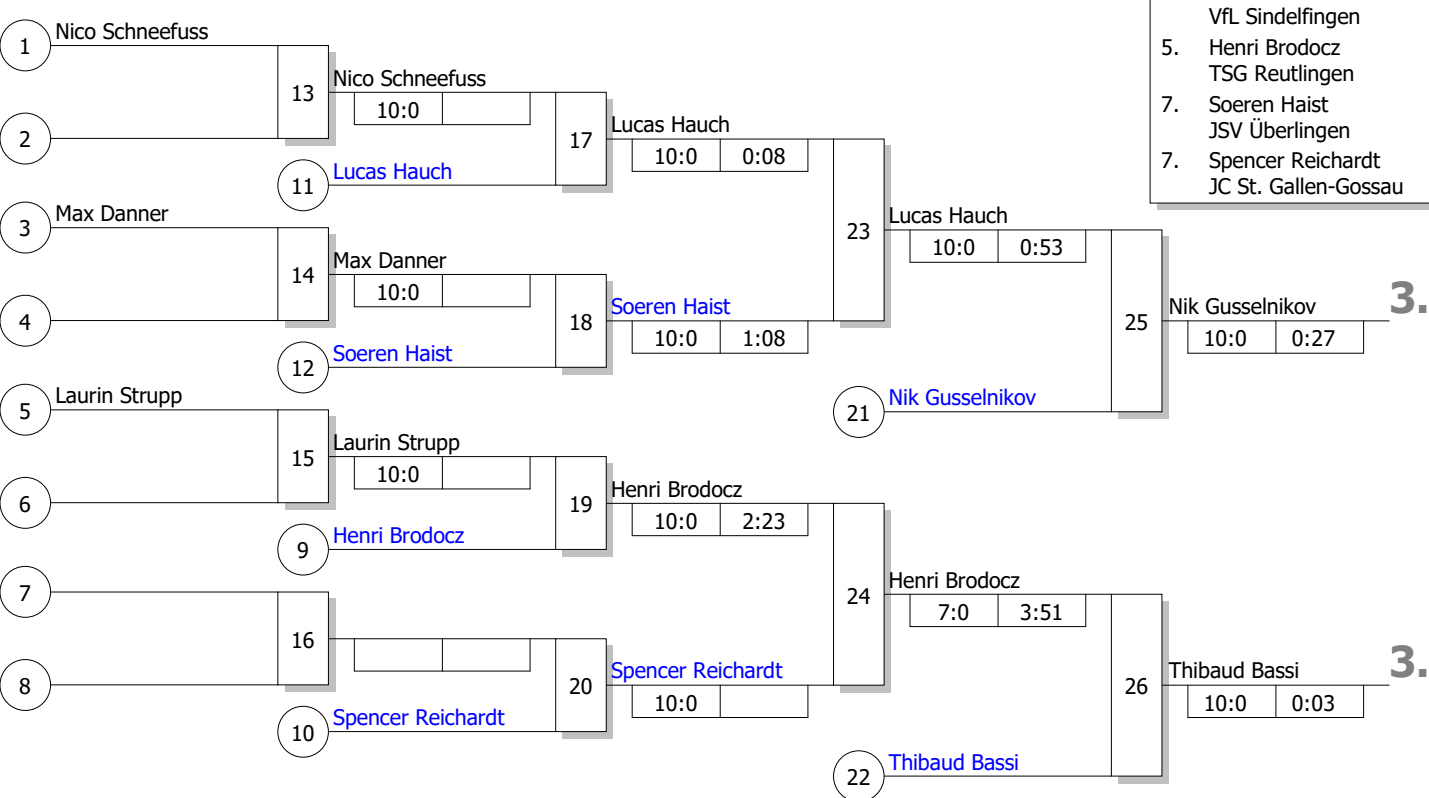 VfL Sindelfingen
5. Henri Brodocz
TSG Reutlingen
7. Soeren Haist
JSV Überlingen
7. Spencer Reichardt
JC St. Gallen-Gossau
1 Nico Schneefuss
13 Nico Schneefuss
10:0
2
17 Lucas Hauch
10:0 0:08
11 Lucas Hauch
3 Max Danner
23 Lucas Hauch
10:0 0:53
14 Max Danner
10:0
4
18 Soeren Haist
10:0 1:08
12 Soeren Haist
25 Nik Gusselnikov 3.
10:0 0:27
5 Laurin Strupp
21 Nik Gusselnikov
15 Laurin Strupp
10:0
6
19 Henri Brodocz
10:0 2:23
9 Henri Brodocz
7
24 Henri Brodocz
7:0 3:51
16
8
20 Spencer Reichardt
10:0
10 Spencer Reichardt
26 Thibaud Bassi 3.
10:0 0:03
22 Thibaud Bassi